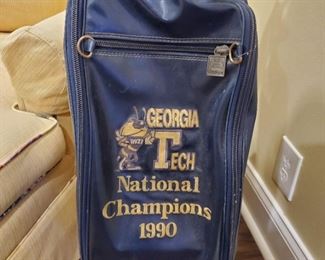 GEORGIA
TECH
National
Champions
1990